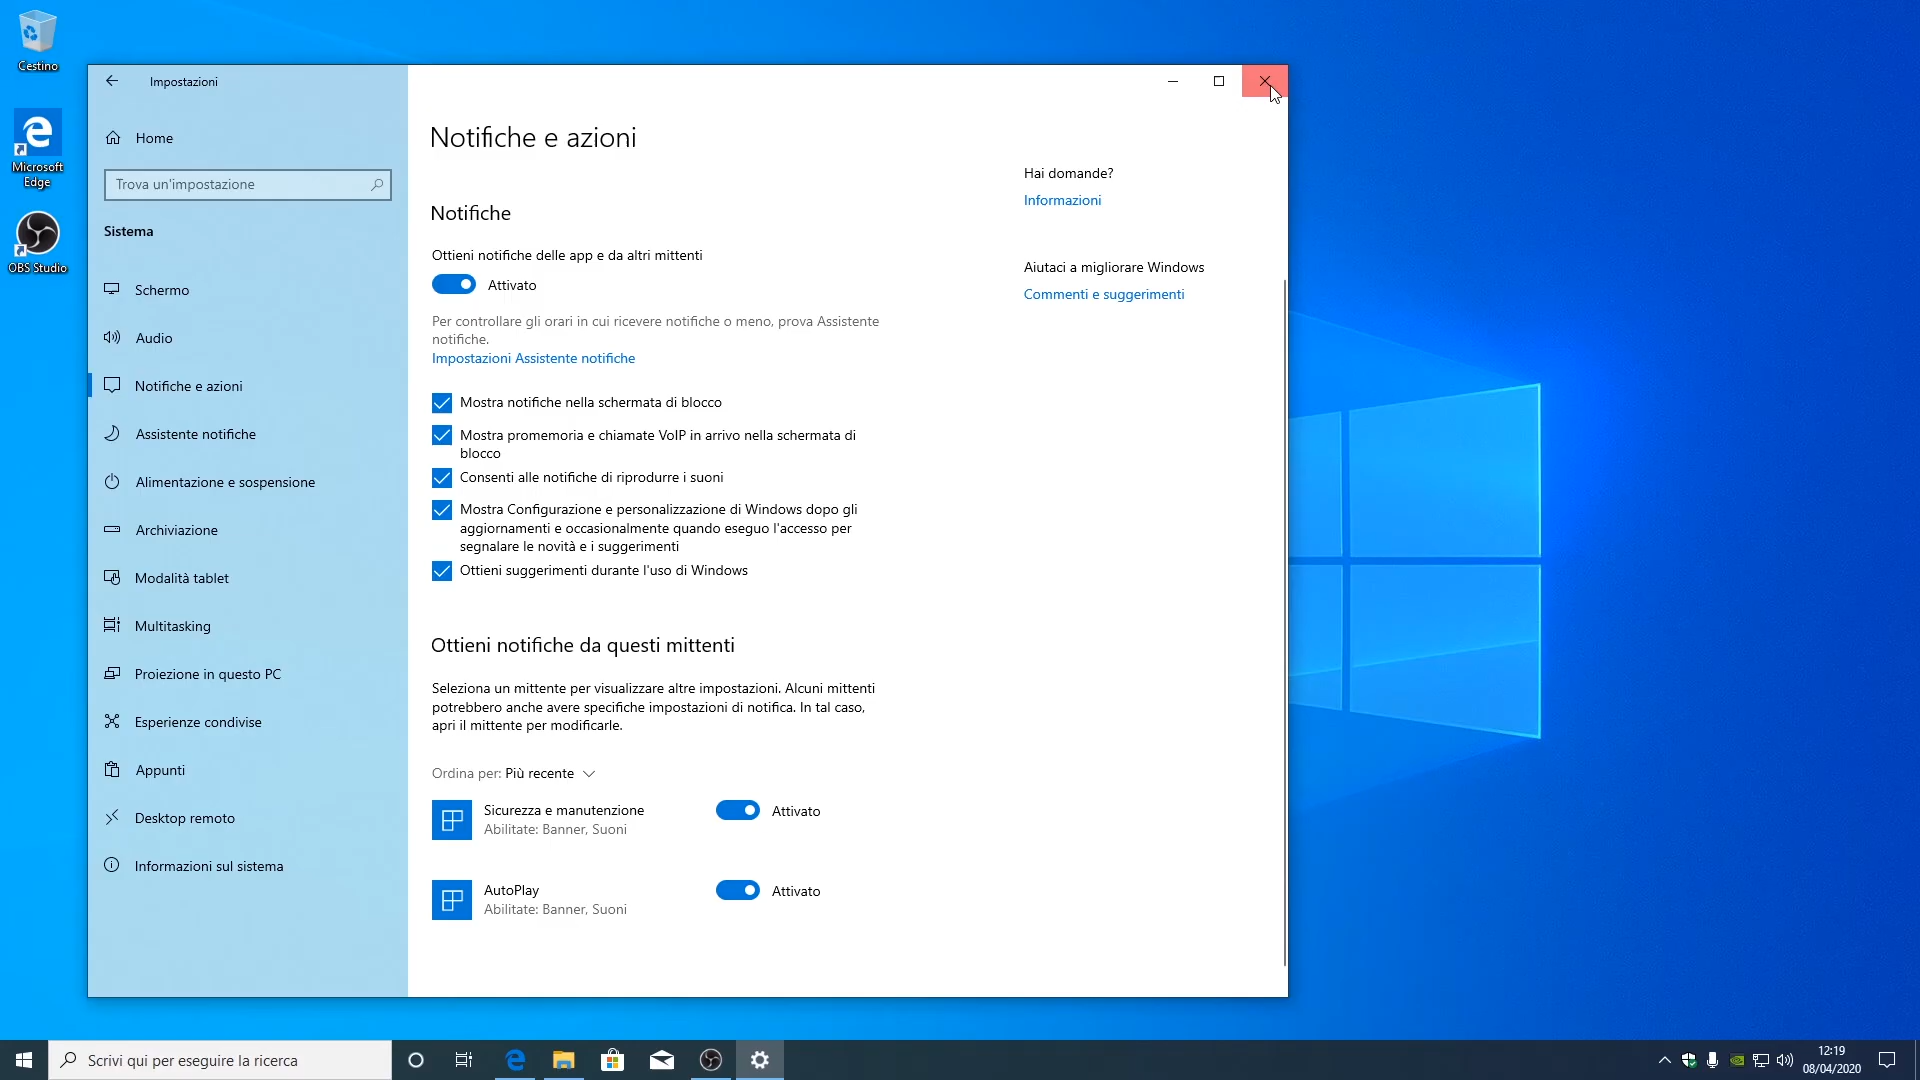 Cestino
Microsoft
Edge
OBS Studio
Impostazioni
Home
Trova un'impostazione
Sistema
Schermo
Audio
Notifiche e azioni
Assistente notifiche
Alimentazione e sospensione
Archiviazione
Modalità tablet
Multitasking
Proiezione in questo PC
Esperienze condivise
Appunti
Desktop remoto
Informazioni sul sistema
Notifiche e azioni
Notifiche
Ottieni notifiche delle app e da altri mittenti
Attivato
Per controllare gli orari in cui ricevere notifiche o meno, prova Assistente
notifiche.
Impostazioni Assistente notifiche
Mostra notifiche nella schermata di blocco
Mostra promemoria e chiamate VoIP in arrivo nella schermata di
blocco
Consenti alle notifiche di riprodurre i suoni
Mostra Configurazione e personalizzazione di Windows dopo gli
aggiornamenti e occasionalmente quando eseguo l'accesso per
segnalare le novità e i suggerimenti
Ottieni suggerimenti durante l'uso di Windows
Ottieni notifiche da questi mittenti
Seleziona un mittente per visualizzare altre impostazioni. Alcuni mittenti
potrebbero anche avere specifiche impostazioni di notifica. In tal caso,
apri il mittente per modificarle.
Ordina per: Più recente
Sicurezza e manutenzione
Abilitate: Banner, Suoni
Attivato
AutoPlay
Abilitate: Banner, Suoni
Attivato
Hai domande?
Informazioni
Aiutaci a migliorare Windows
Commenti e suggerimenti
Scrivi qui per eseguire la ricerca
12:19
08/04/2020